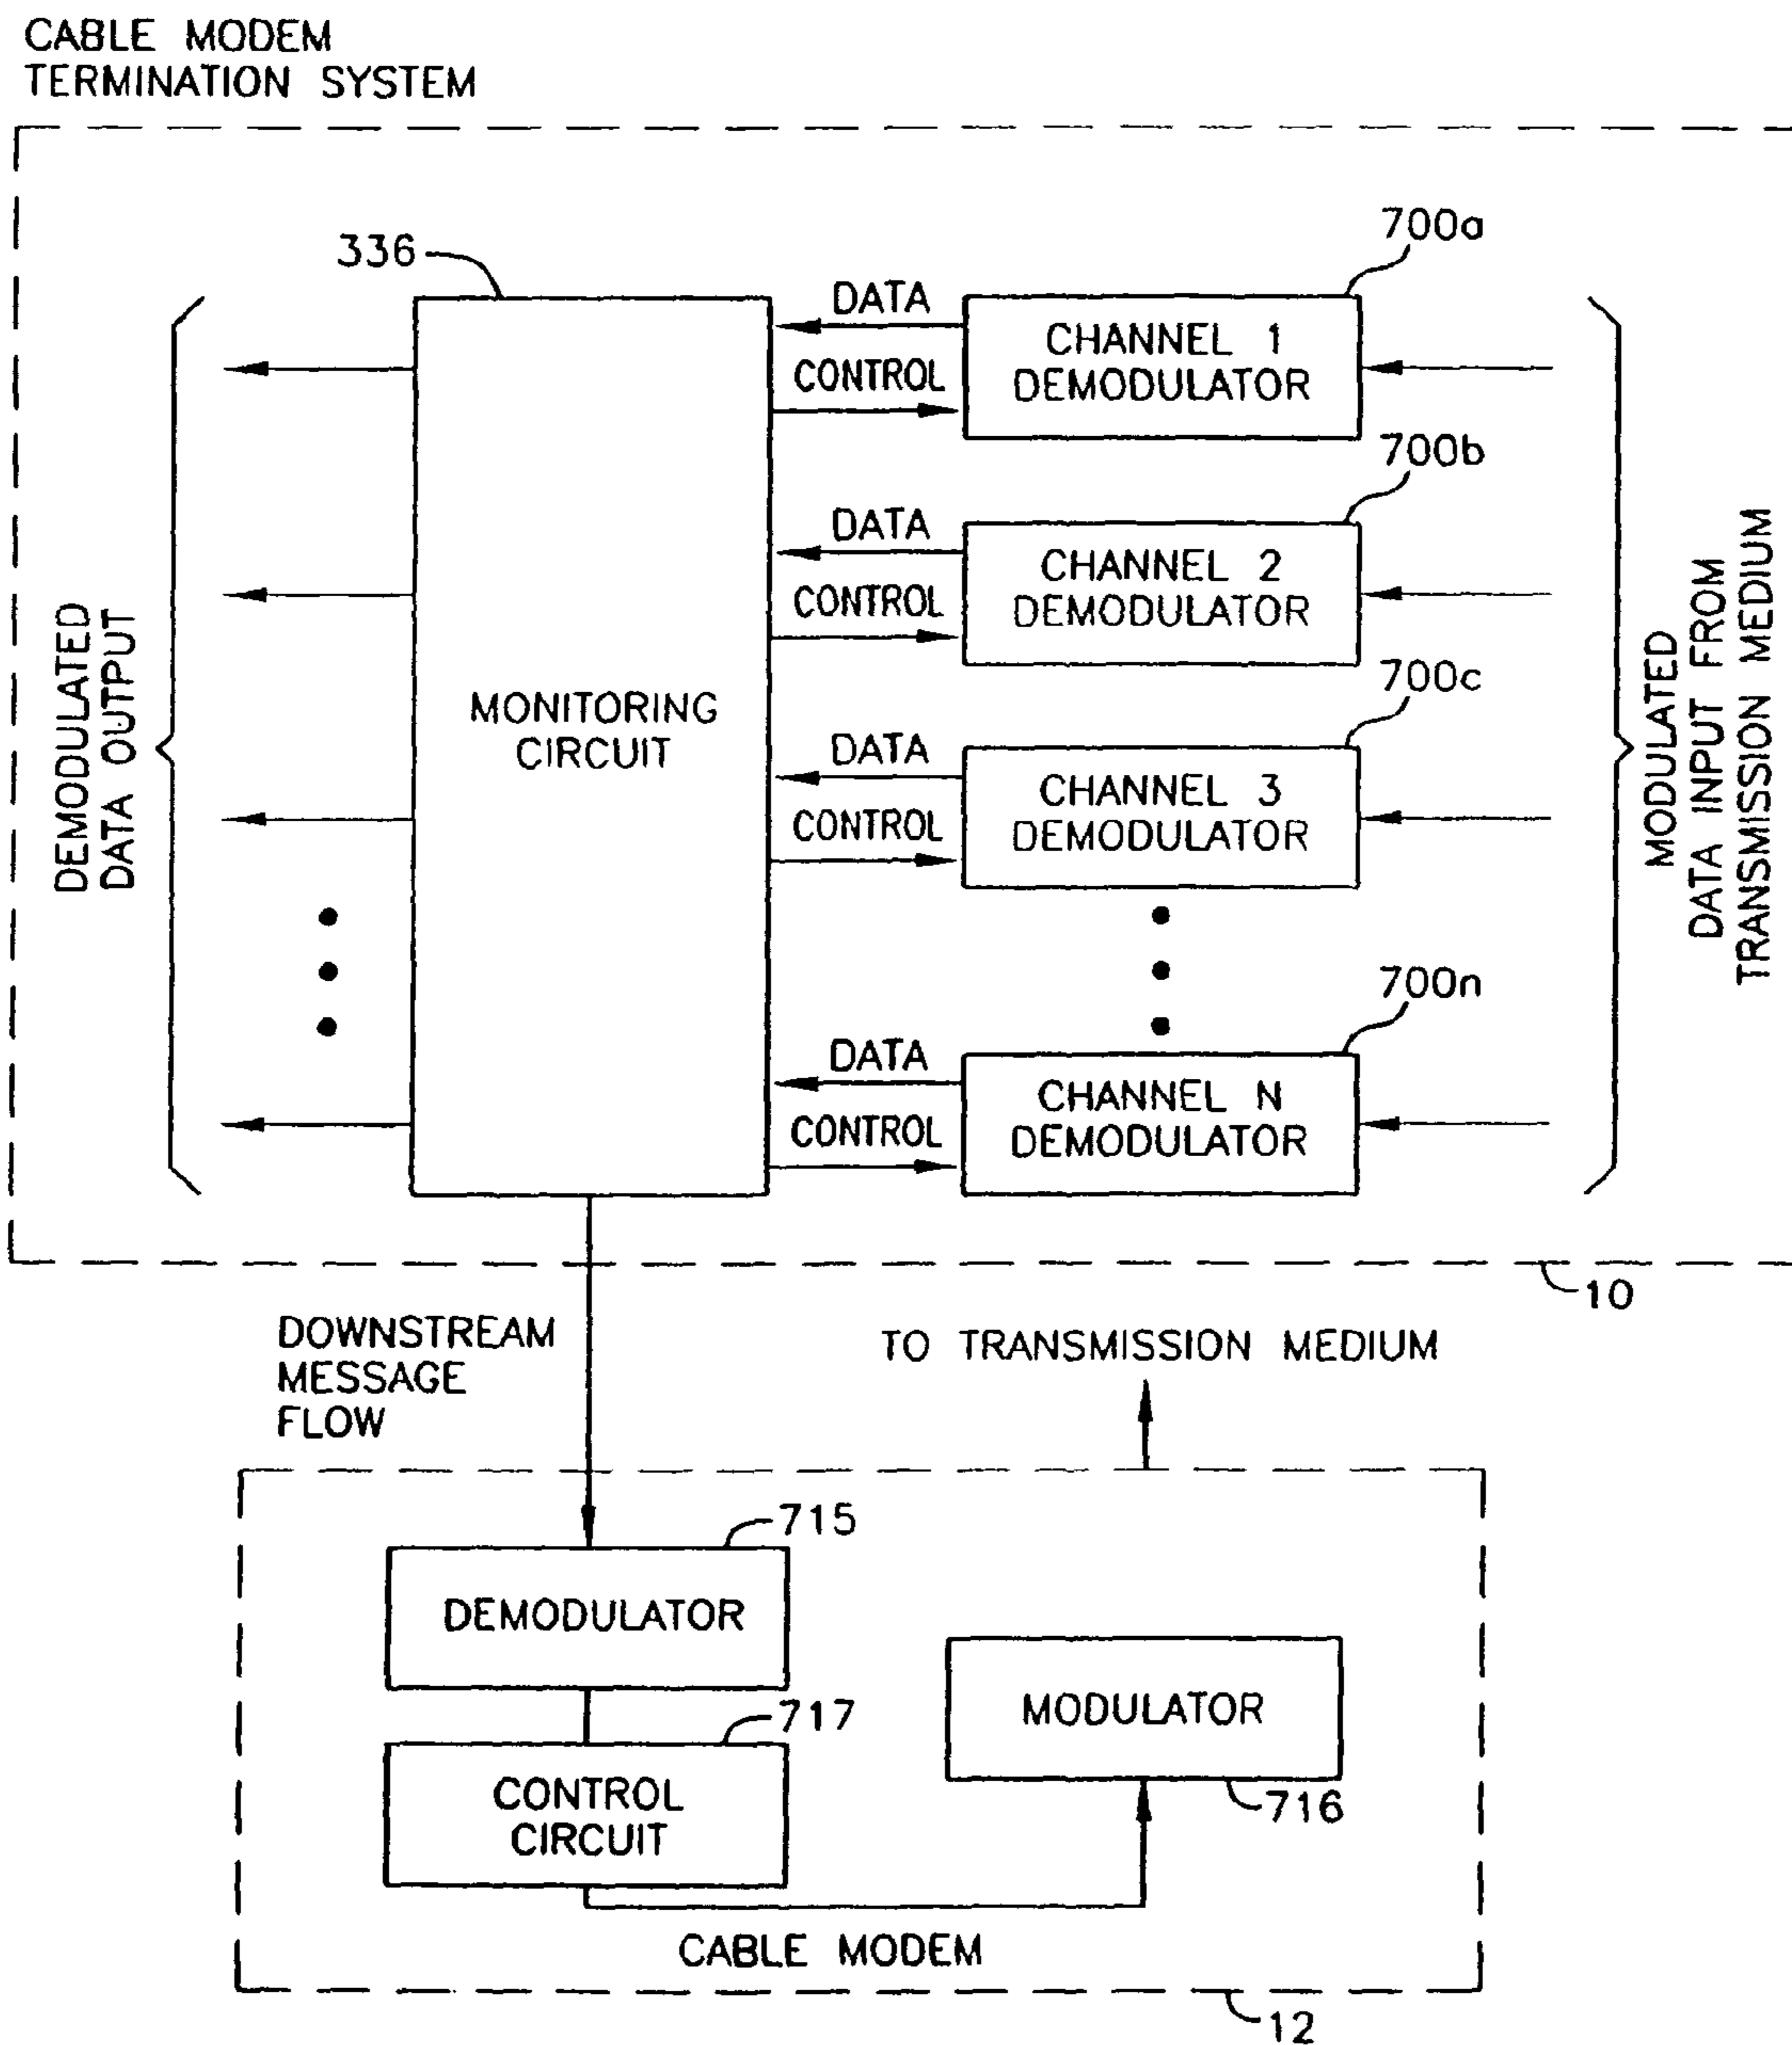 CABLE MODEM
TERMINATION SYSTEM
336
700a
DATA
CONTROL
CHANNEL 1
DEMODULATOR
700b
DATA
CONTROL
CHANNEL 2
DEMODULATOR
700c
DATA
CONTROL
CHANNEL 3
DEMODULATOR
700n
DATA
CONTROL
CHANNEL N
DEMODULATOR
MONITORING
CIRCUIT
DEMODULATED
DATA OUTPUT
MODULATED
DATA INPUT FROM
TRANSMISSION MEDIUM
10
DOWNSTREAM
MESSAGE
FLOW
TO TRANSMISSION MEDIUM
715
DEMODULATOR
717
CONTROL
CIRCUIT
MODULATOR
716
CABLE MODEM
12